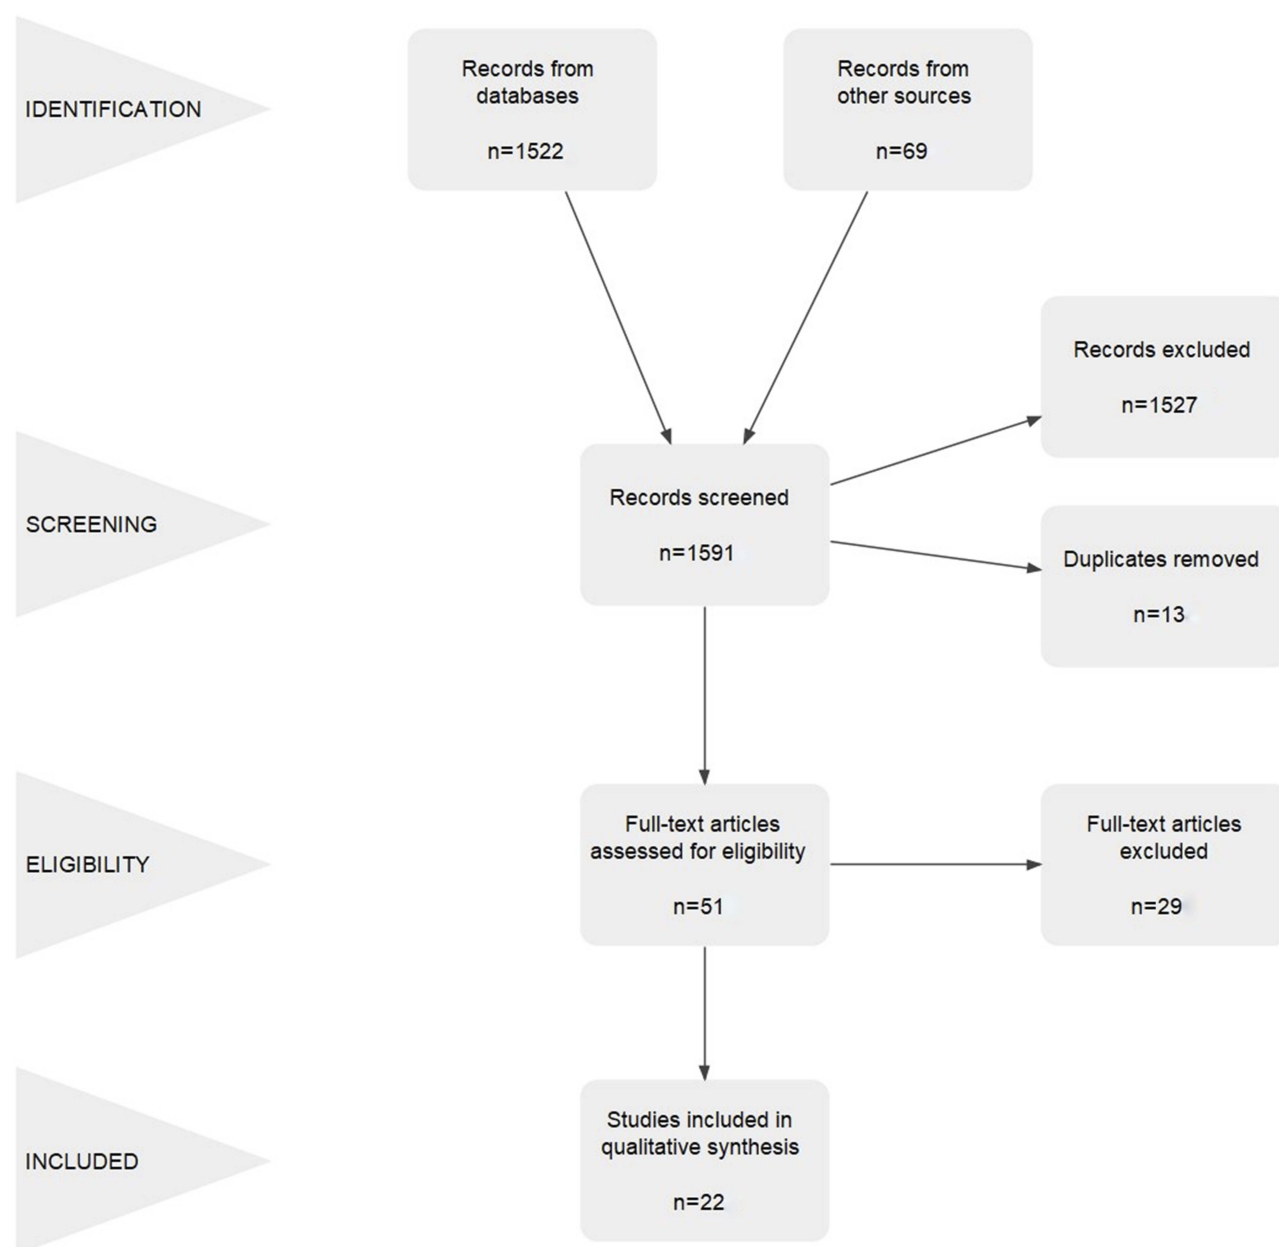 IDENTIFICATION
Records from
databases
n=1522
Records from
other sources
n=69
Records excluded
n=1527
SCREENING
Records screened
n=1591
Duplicates removed
n=13
ELIGIBILITY
Full-text articles
assessed for eligibility
n=51
Full-text articles
excluded
n=29
INCLUDED
Studies included in
qualitative synthesis
n=22